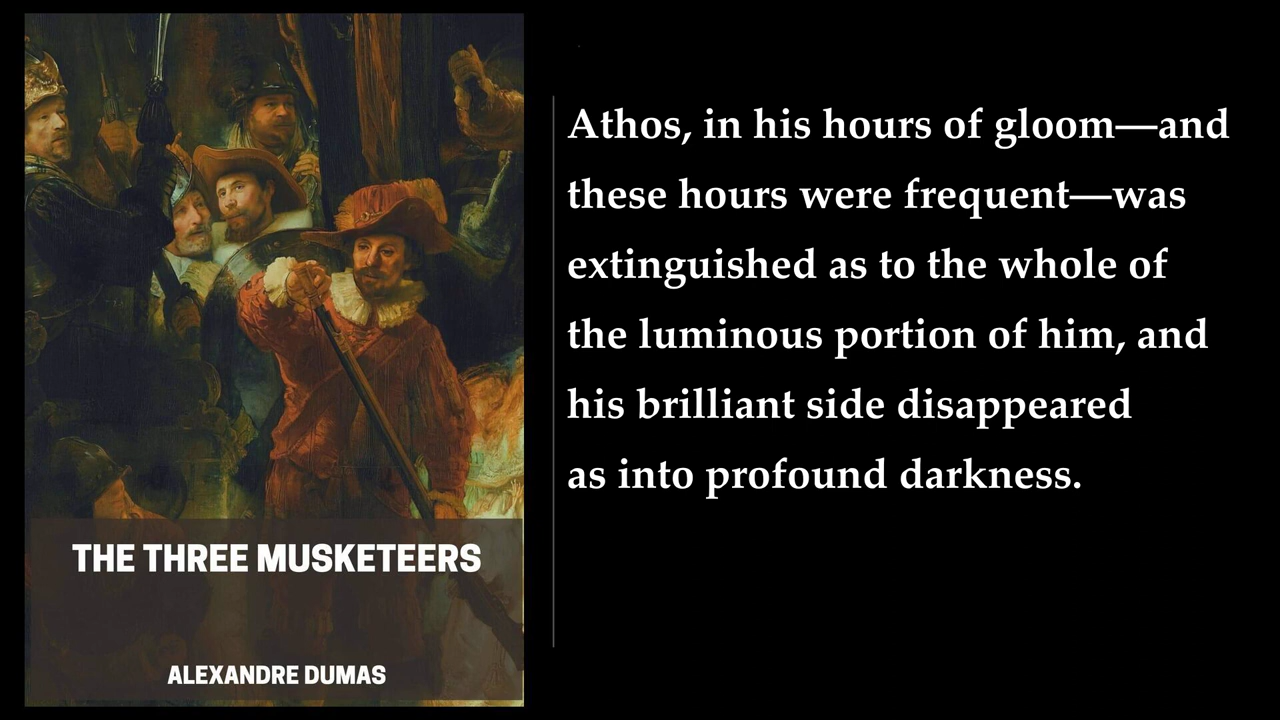 THE THREE MUSKETEERS
ALEXANDRE DUMAS
Athos, in his hours of gloom—and
these hours were frequent—was
extinguished as to the whole of
the luminous portion of him, and
his brilliant side disappeared
as into profound darkness.